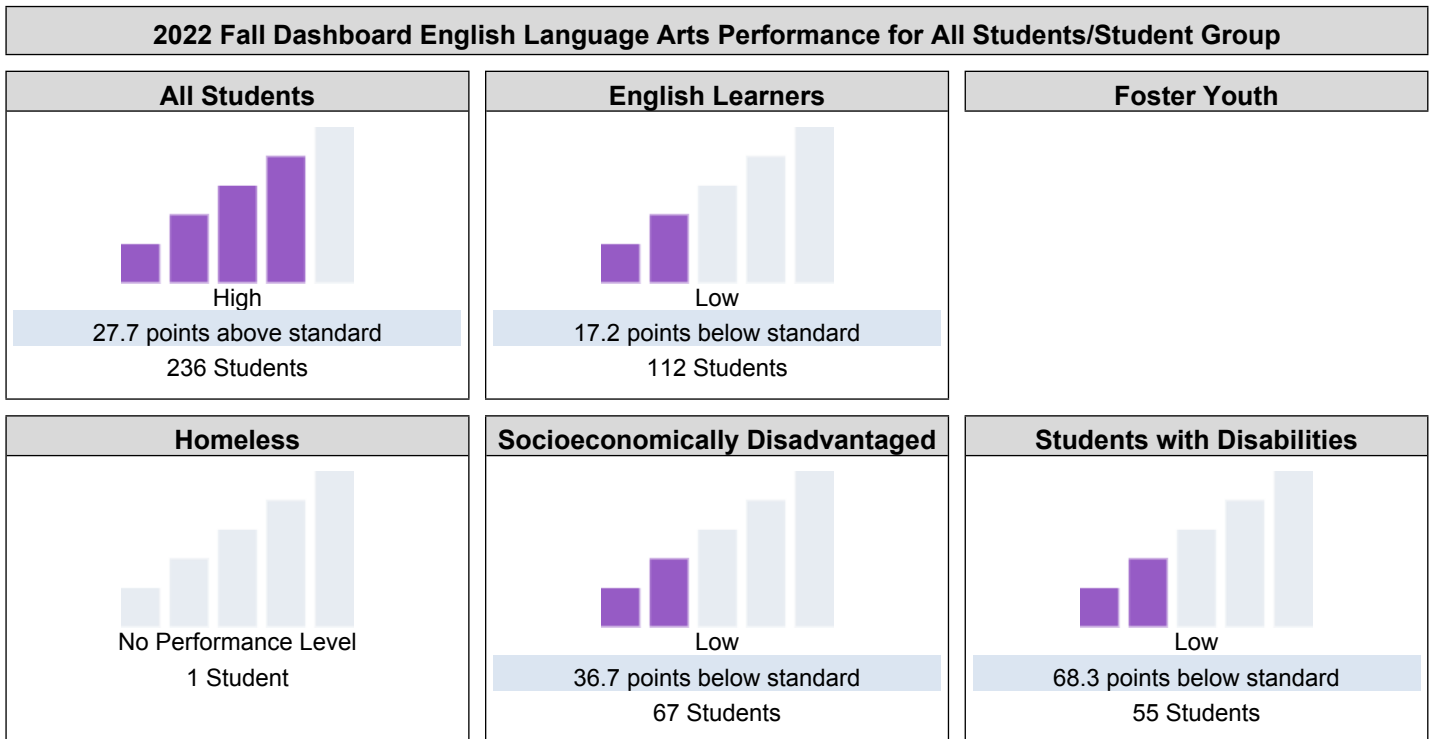 2022 Fall Dashboard English Language Arts Performance for All Students/Student Group
All Students
High
27.7 points above standard
236 Students
English Learners
Low
17.2 points below standard
112 Students
Foster Youth
Homeless
No Performance Level
1 Student
Socioeconomically Disadvantaged
Low
36.7 points below standard
67 Students
Students with Disabilities
Low
68.3 points below standard
55 Students